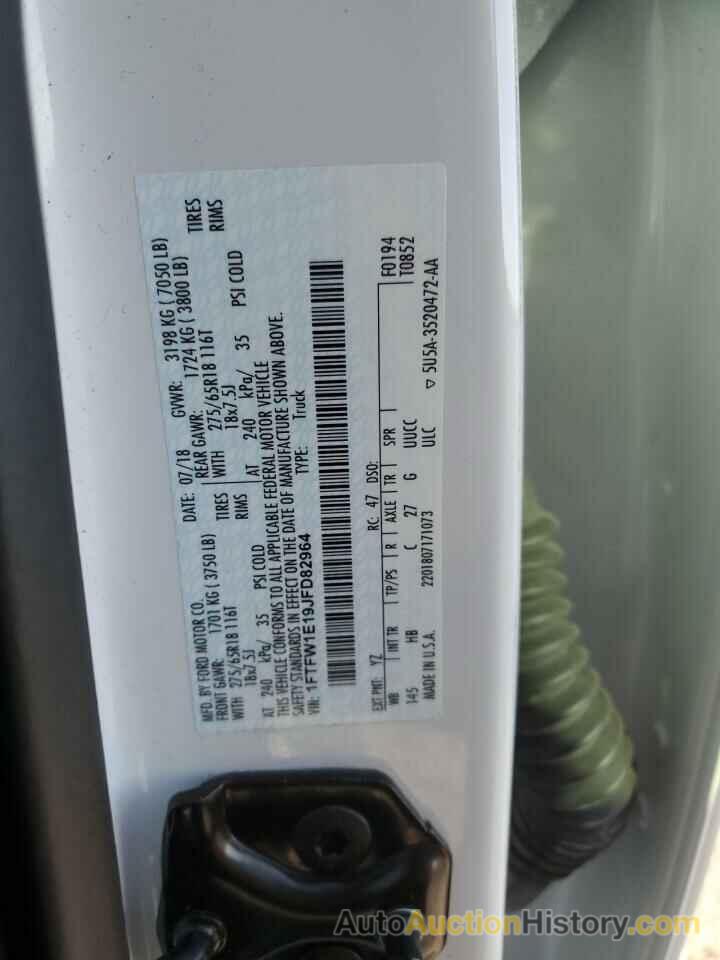 MFD. BY FORD MOTOR CO. DATE: 07/18 GVWR: 3198 KG ( 7050 LB)
FRONT GAWR: 1701 KG ( 3750 LB) REAR GAWR: 1724 KG ( 3800 LB)
WITH 275/65R18 116T TIRES WITH 275/65R18 116T TIRES
18x7.5J RIMS 18x7.5J RIMS
AT 240 kPa/ 35 PSI COLD AT 240 kPa/ 35 PSI COLD
THIS VEHICLE CONFORMS TO ALL APPLICABLE FEDERAL MOTOR VEHICLE
SAFETY STANDARDS IN EFFECT ON THE DATE OF MANUFACTURE SHOWN ABOVE.
VIN: 1FTFW1E19JFD82964 TYPE: Truck
EXT PNT: YZ RC: 47 DSO: F0194
WB INT TR TP/PS R AXLE TR SPR T0852
145 HB C 27 G UUCC
MADE IN U.S.A. 2201807171073 ULC ▽ 5U5A-3520472-AA
AutoAuctionHistory.com